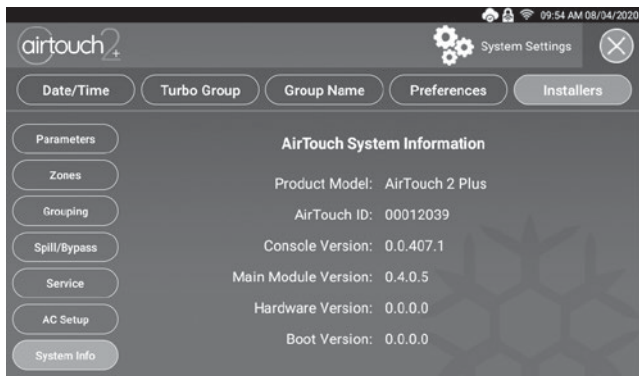 09:54 AM 08/04/2020
airtouch 2+
System Settings
Date/Time
Turbo Group
Group Name
Preferences
Installers
Parameters
Zones
Grouping
Spill/Bypass
Service
AC Setup
System Info
AirTouch System Information
Product Model: AirTouch 2 Plus
AirTouch ID: 00012039
Console Version: 0.0.407.1
Main Module Version: 0.4.0.5
Hardware Version: 0.0.0.0
Boot Version: 0.0.0.0